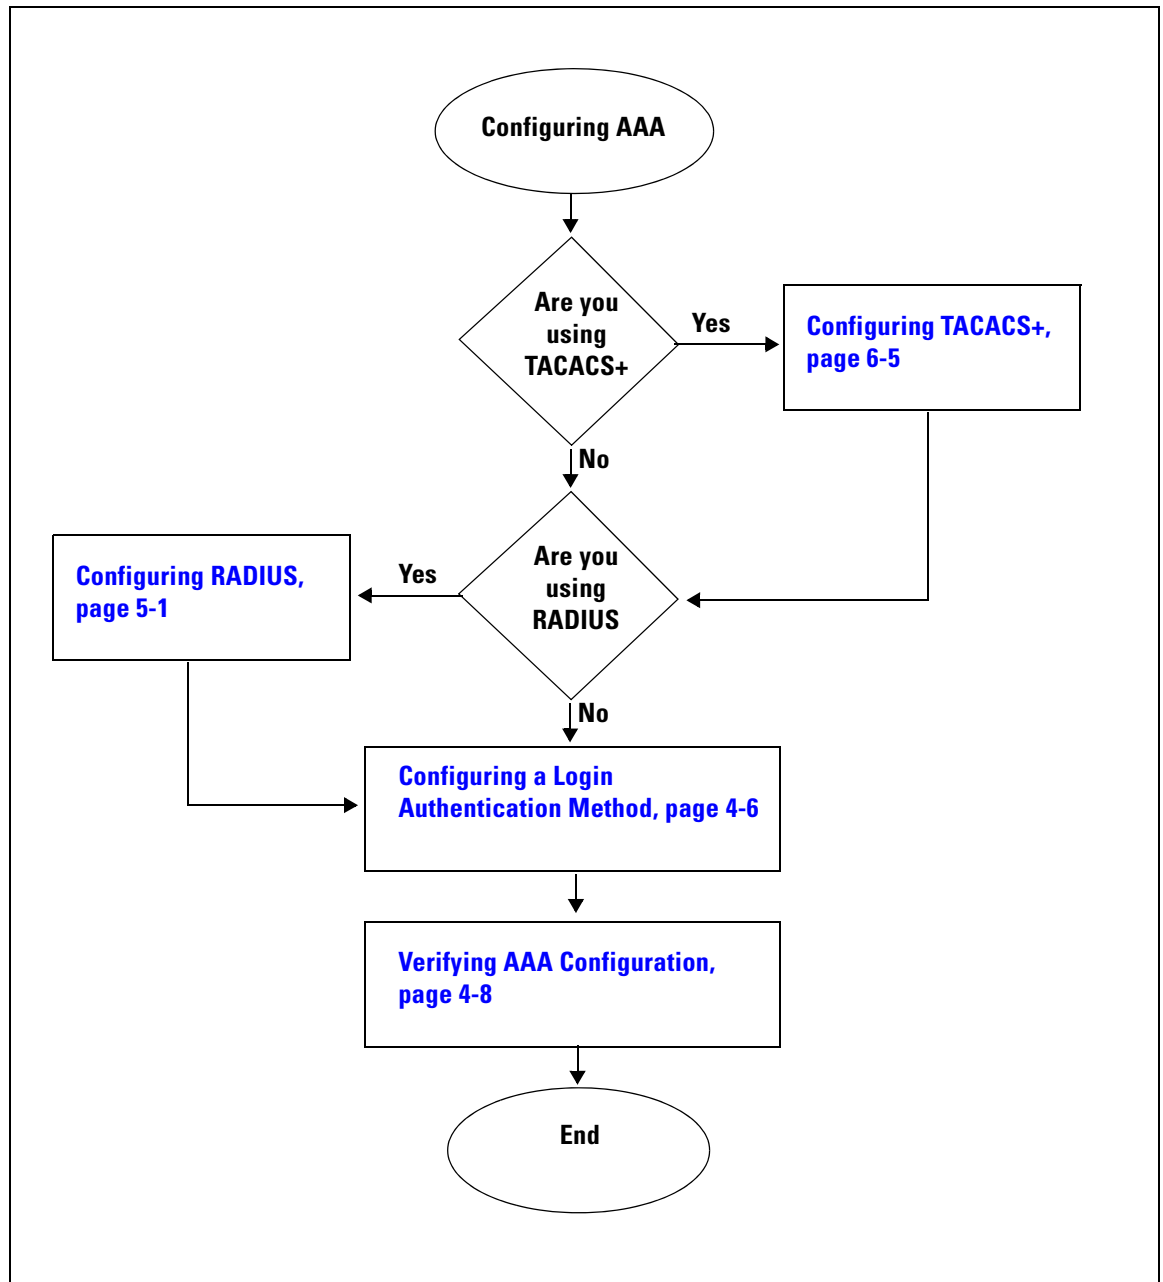 Configuring AAA
Are you
using
TACACS+
Yes
Configuring TACACS+,
page 6-5
No
Are you
using
RADIUS
Yes
Configuring RADIUS,
page 5-1
No
Configuring a Login
Authentication Method, page 4-6
Verifying AAA Configuration,
page 4-8
End